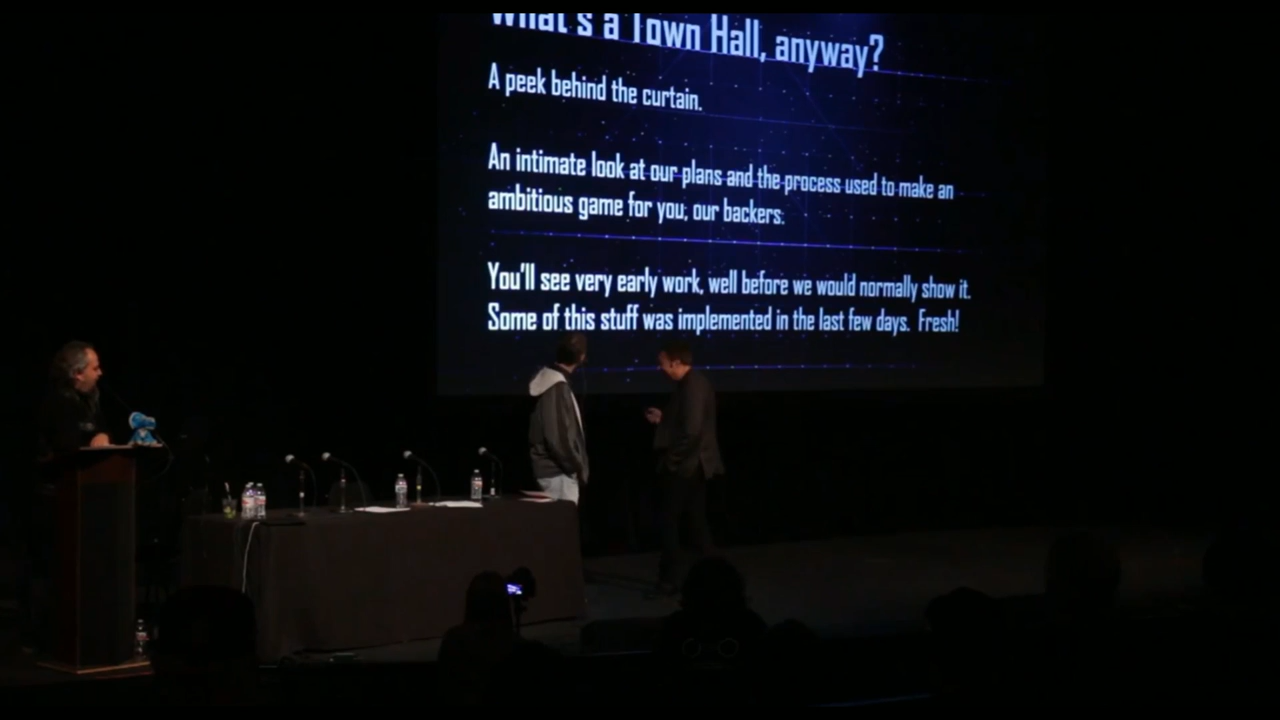 What's a Town Hall, anyway?
A peek behind the curtain.
An intimate look at our plans and the process used to make an
ambitious game for you, our backers.
You'll see very early work, well before we would normally show it.
Some of this stuff was implemented in the last few days. Fresh!